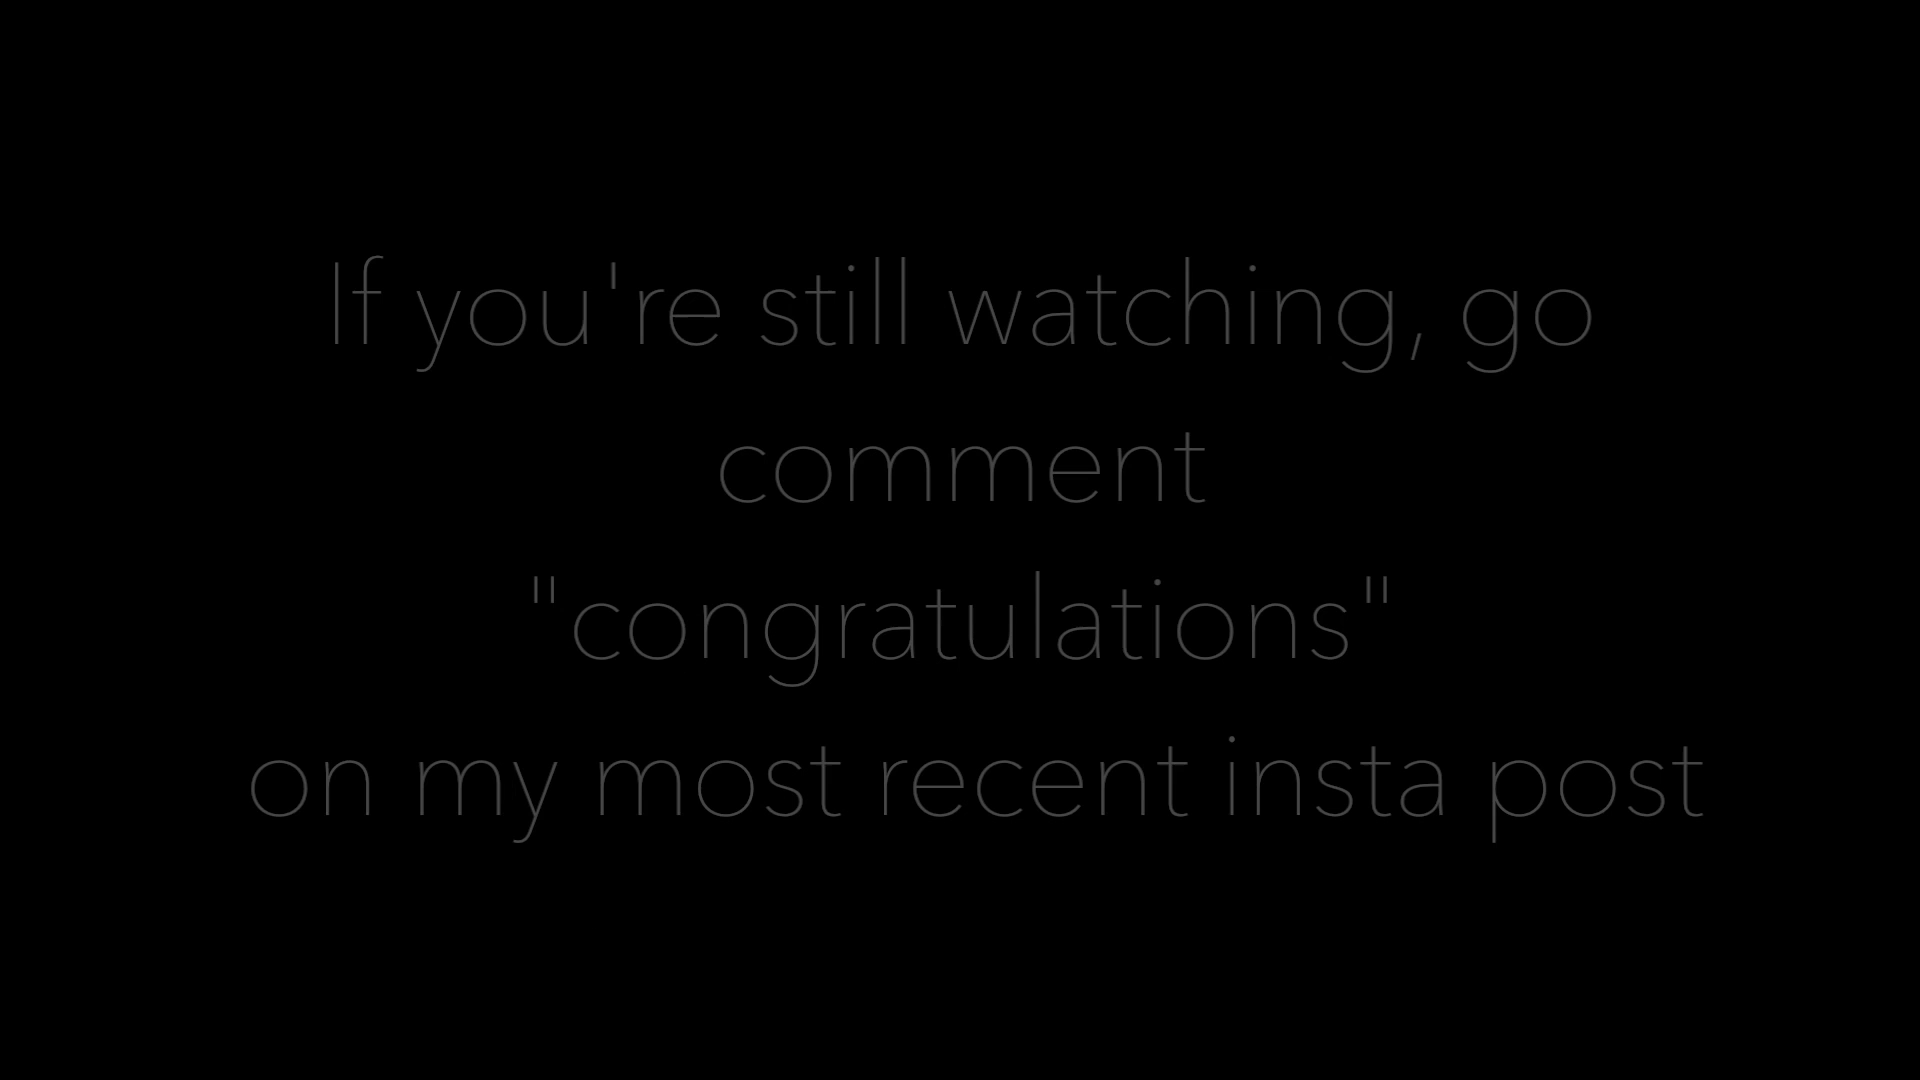 If you're still watching, go
comment
"congratulations"
on my most recent insta post